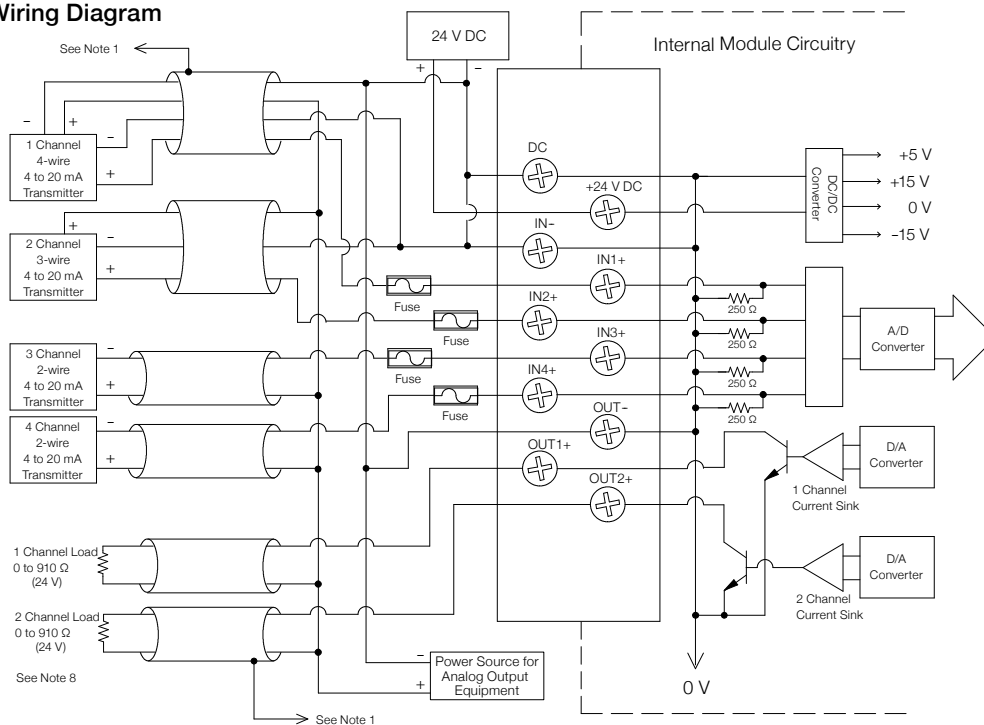 Wiring Diagram
See Note 1
24 V DC
+
-
Internal Module Circuitry
-
+
-
+
1 Channel
4-wire
4 to 20 mA
Transmitter
DC
+24 V DC
DC/DC
Converter
+5 V
+15 V
0 V
-15 V
+
-
+
2 Channel
3-wire
4 to 20 mA
Transmitter
IN-
IN1+
Fuse
250 Ω
IN2+
Fuse
250 Ω
A/D
Converter
3 Channel
2-wire
4 to 20 mA
Transmitter
-
+
IN3+
Fuse
250 Ω
IN4+
Fuse
250 Ω
4 Channel
2-wire
4 to 20 mA
Transmitter
-
+
OUT-
OUT1+
OUT2+
D/A
Converter
1 Channel
Current Sink
D/A
Converter
2 Channel
Current Sink
1 Channel Load
0 to 910 Ω
(24 V)
2 Channel Load
0 to 910 Ω
(24 V)
See Note 8
-
+
Power Source for
Analog Output
Equipment
0 V
See Note 1